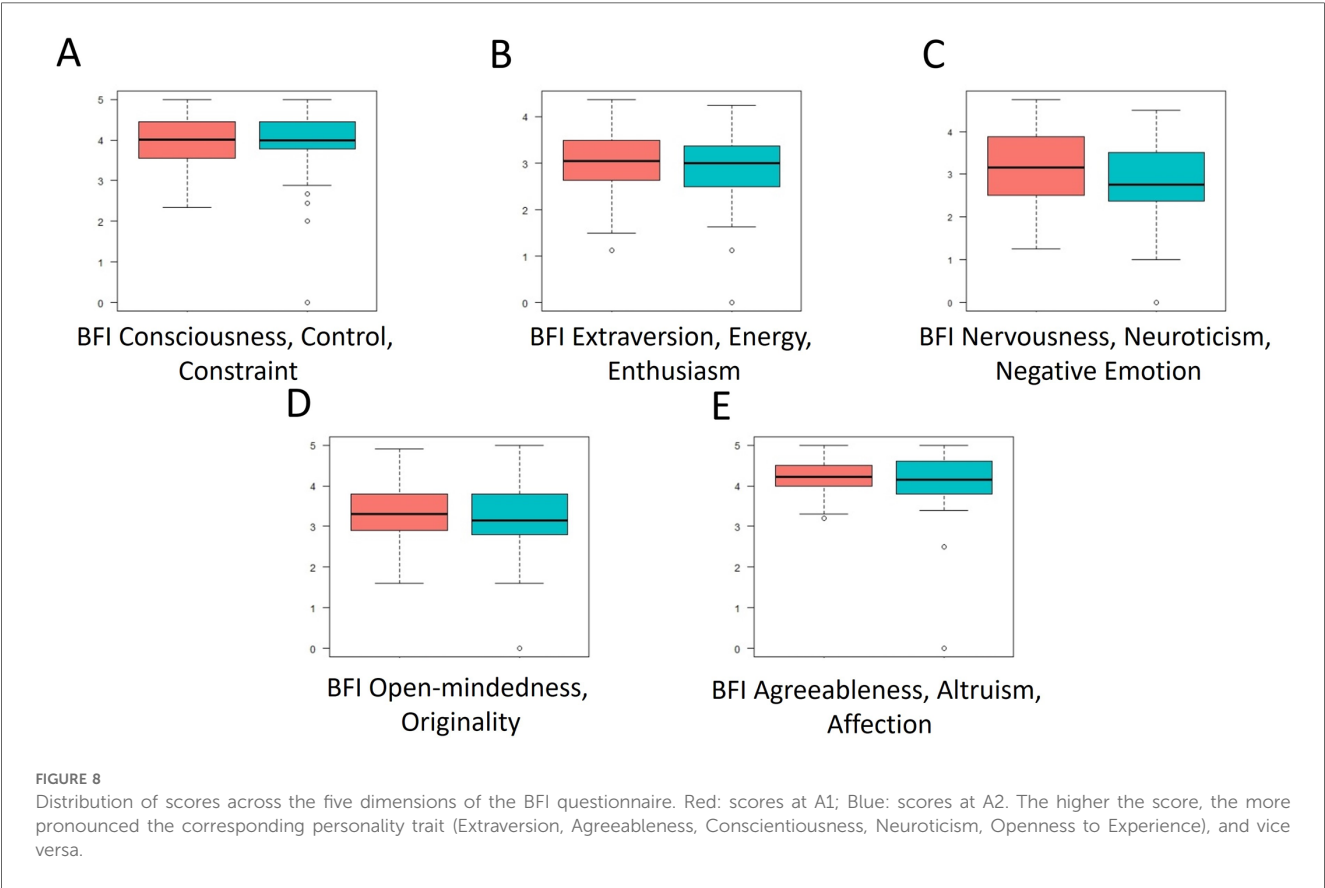 A
B
C
5
4
3
2
1
0
4
3
2
1
0
4
3
2
1
0
BFI Consciousness, Control,
Constraint
BFI Extraversion, Energy,
Enthusiasm
BFI Nervousness, Neuroticism,
Negative Emotion
D
E
5
4
3
2
1
0
5
4
3
2
1
0
BFI Open-mindedness,
Originality
BFI Agreeableness, Altruism,
Affection
FIGURE 8
Distribution of scores across the five dimensions of the BFI questionnaire. Red: scores at A1; Blue: scores at A2. The higher the score, the more
pronounced the corresponding personality trait (Extraversion, Agreeableness, Conscientiousness, Neuroticism, Openness to Experience), and vice
versa.